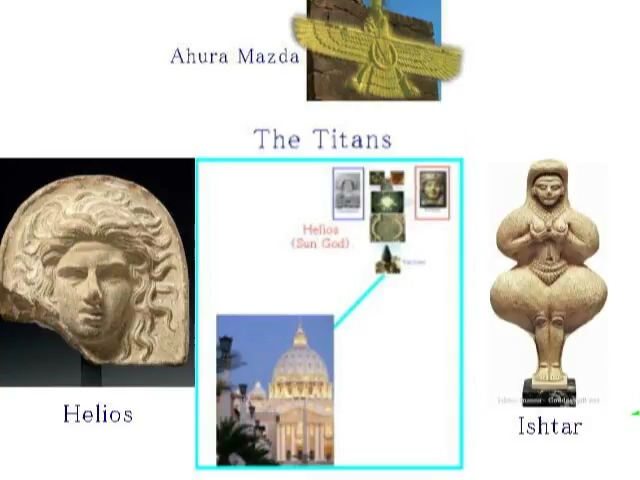 Ahura Mazda
The Titans
Helios
(Sun God)
Helios
Ishtar